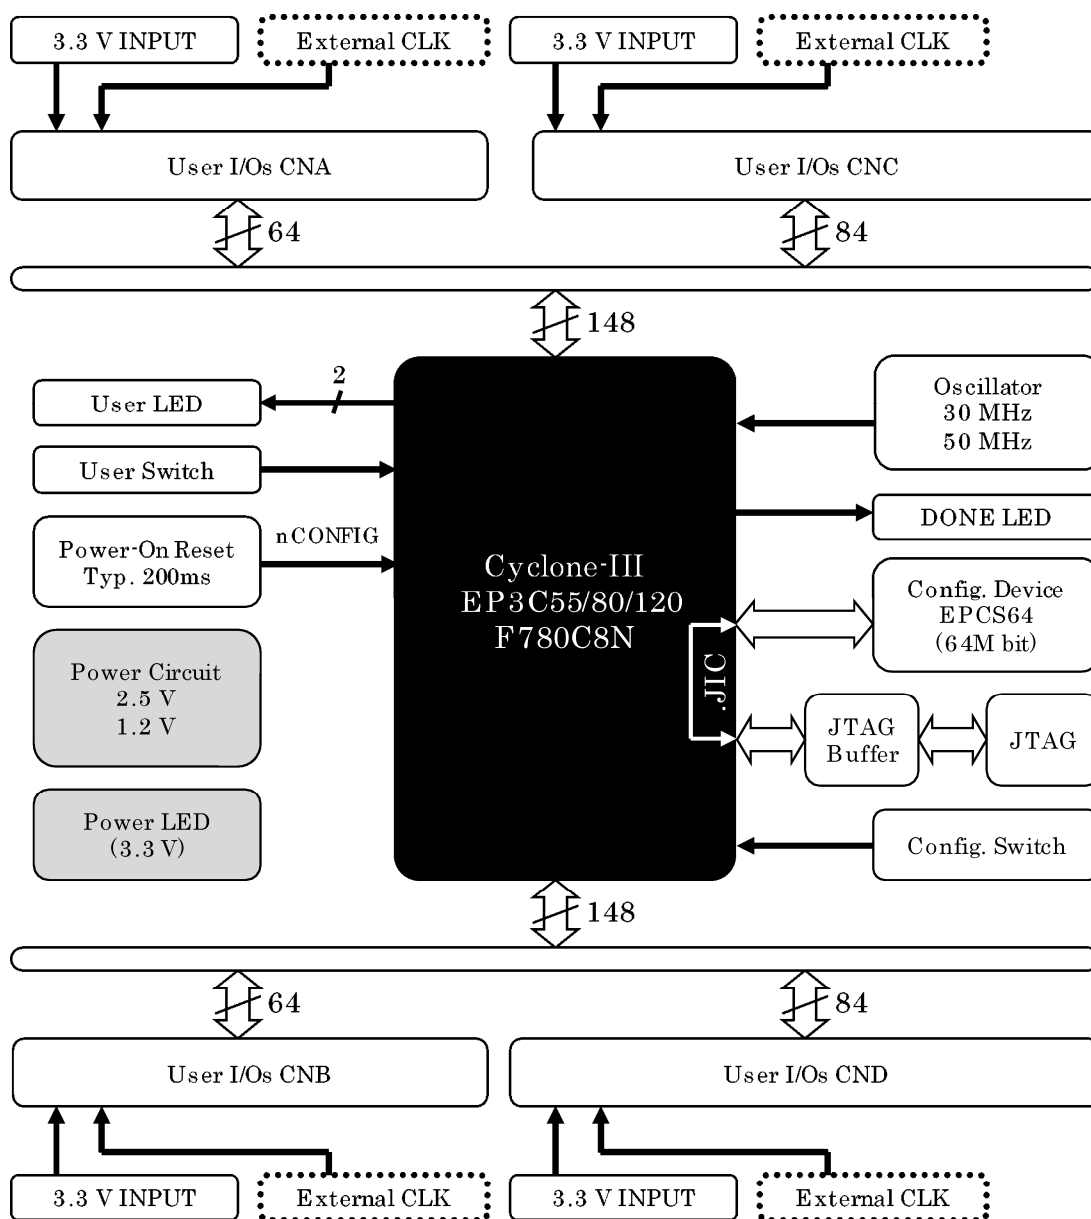 3.3 V INPUT
External CLK
3.3 V INPUT
External CLK
User I/Os CNA
User I/Os CNC
64
84
148
User LED
2
User Switch
Power-On Reset
Typ. 200ms
nCONFIG
Power Circuit
2.5 V
1.2 V
Power LED
(3.3 V)
Cyclone-III
EP3C55/80/120
F780C8N
.JIC
Oscillator
30 MHz
50 MHz
DONE LED
Config. Device
EPCS64
(64M bit)
JTAG
Buffer
JTAG
Config. Switch
148
64
84
User I/Os CNB
User I/Os CND
3.3 V INPUT
External CLK
3.3 V INPUT
External CLK